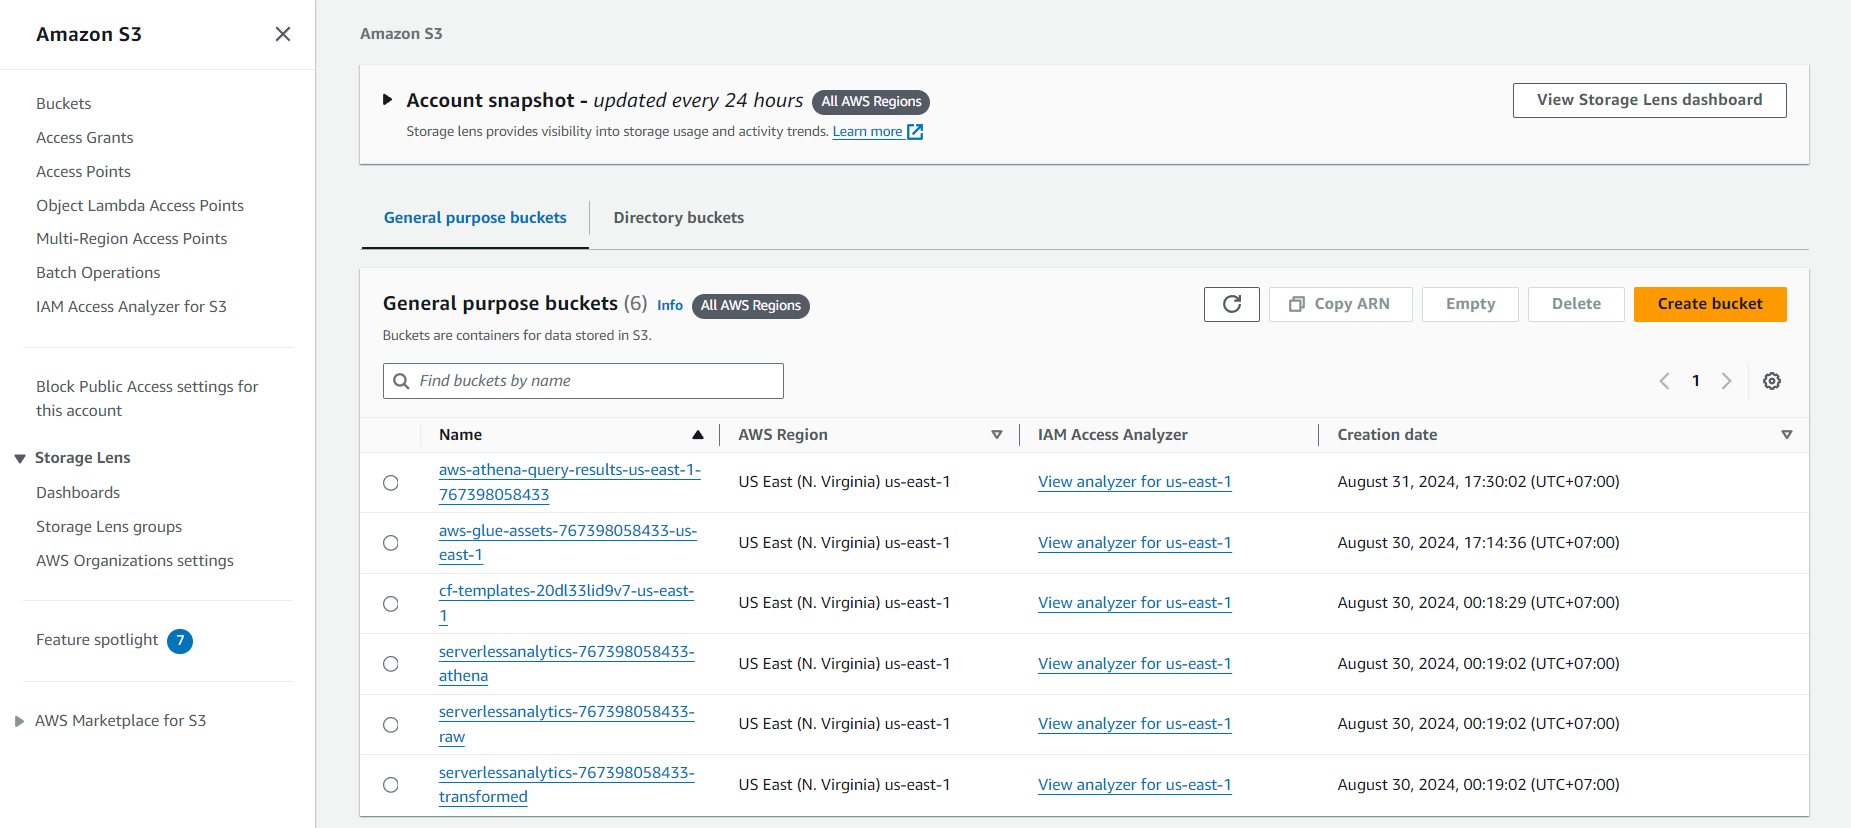 Amazon S3
Buckets
Access Grants
Access Points
Object Lambda Access Points
Multi-Region Access Points
Batch Operations
IAM Access Analyzer for S3
Block Public Access settings for
this account
Storage Lens
Dashboards
Storage Lens groups
AWS Organizations settings
Feature spotlight 7
AWS Marketplace for S3
Amazon S3
Account snapshot - updated every 24 hours All AWS Regions
Storage lens provides visibility into storage usage and activity trends. Learn more
View Storage Lens dashboard
General purpose buckets
Directory buckets
General purpose buckets (6) Info All AWS Regions
Buckets are containers for data stored in S3.
Copy ARN
Empty
Delete
Create bucket
Find buckets by name
1
Name AWS Region IAM Access Analyzer Creation date
aws-athena-query-results-us-east-1-
767398058433
US East (N. Virginia) us-east-1 View analyzer for us-east-1 August 31, 2024, 17:30:02 (UTC+07:00)
aws-glue-assets-767398058433-us-
east-1
US East (N. Virginia) us-east-1 View analyzer for us-east-1 August 30, 2024, 17:14:36 (UTC+07:00)
cf-templates-20dl33lid9v7-us-east-
1
US East (N. Virginia) us-east-1 View analyzer for us-east-1 August 30, 2024, 00:18:29 (UTC+07:00)
serverlessanalytics-767398058433-
athena
US East (N. Virginia) us-east-1 View analyzer for us-east-1 August 30, 2024, 00:19:02 (UTC+07:00)
serverlessanalytics-767398058433-
raw
US East (N. Virginia) us-east-1 View analyzer for us-east-1 August 30, 2024, 00:19:02 (UTC+07:00)
serverlessanalytics-767398058433-
transformed
US East (N. Virginia) us-east-1 View analyzer for us-east-1 August 30, 2024, 00:19:02 (UTC+07:00)